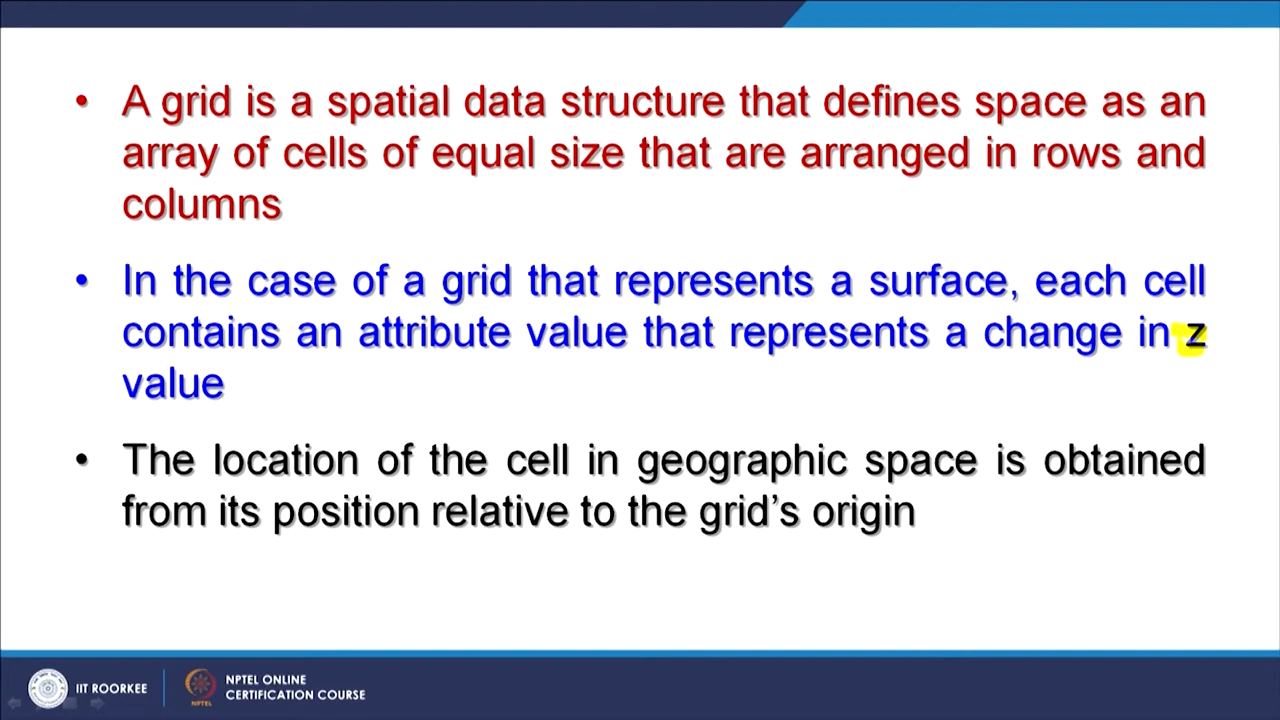 • A grid is a spatial data structure that defines space as an
array of cells of equal size that are arranged in rows and
columns
• In the case of a grid that represents a surface, each cell
contains an attribute value that represents a change in z
value
• The location of the cell in geographic space is obtained
from its position relative to the grid's origin
IIT ROORKEE
NPTEL
NPTEL ONLINE
CERTIFICATION COURSE